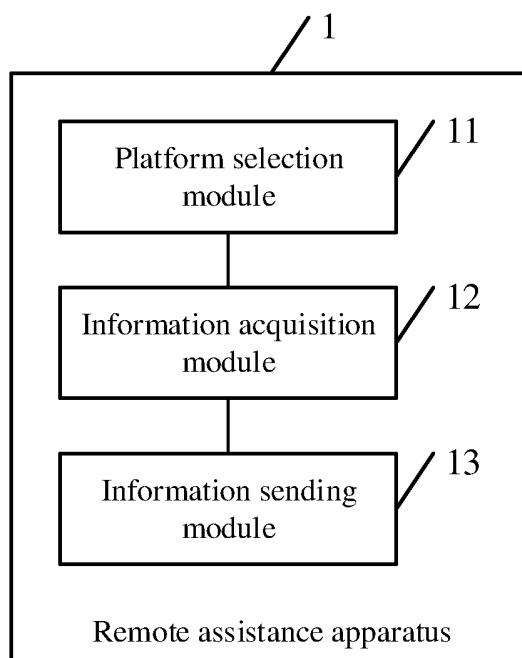 1
Platform selection
module
11
Information acquisition
module
12
Information sending
module
13
Remote assistance apparatus